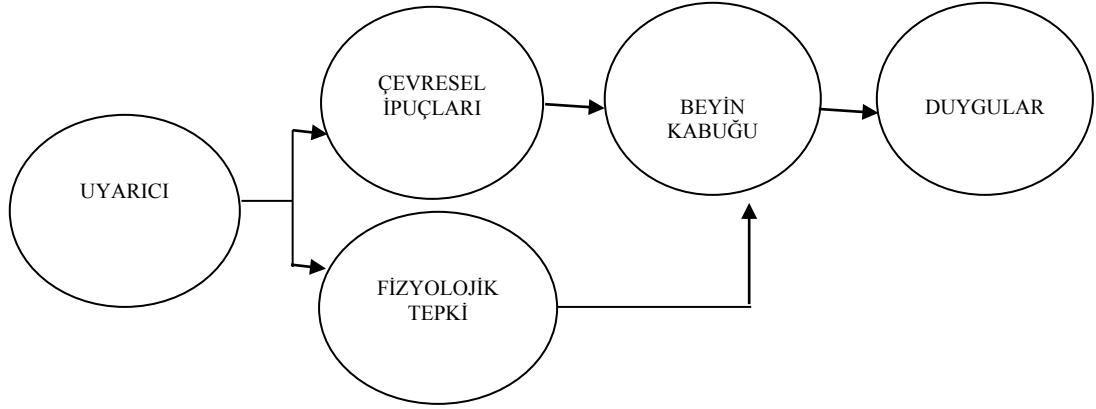 UYARICI
ÇEVRESEL
İPUÇLARI
FİZYOLOJİK
TEPKİ
BEYİN
KABUĞU
DUYGULAR